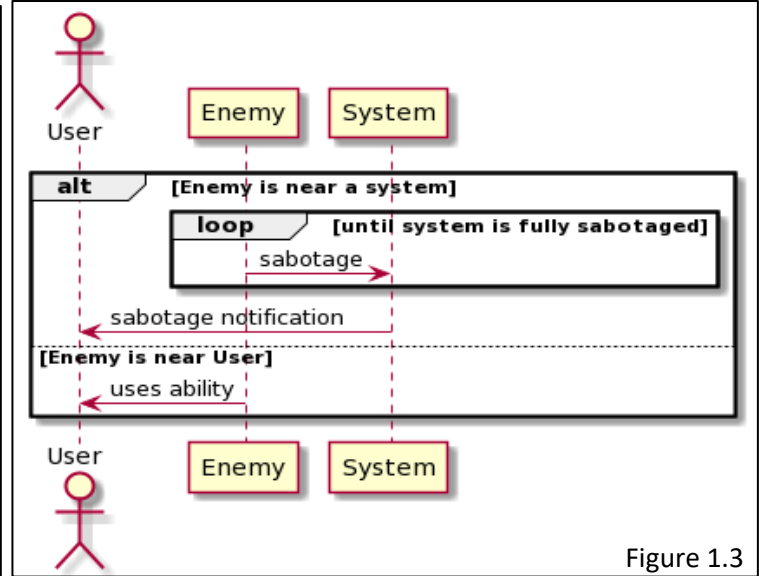 User
Enemy
System
alt
[Enemy is near a system]
loop
[until system is fully sabotaged]
sabotage
sabotage notification
[Enemy is near User]
uses ability
User
Enemy
System
Figure 1.3